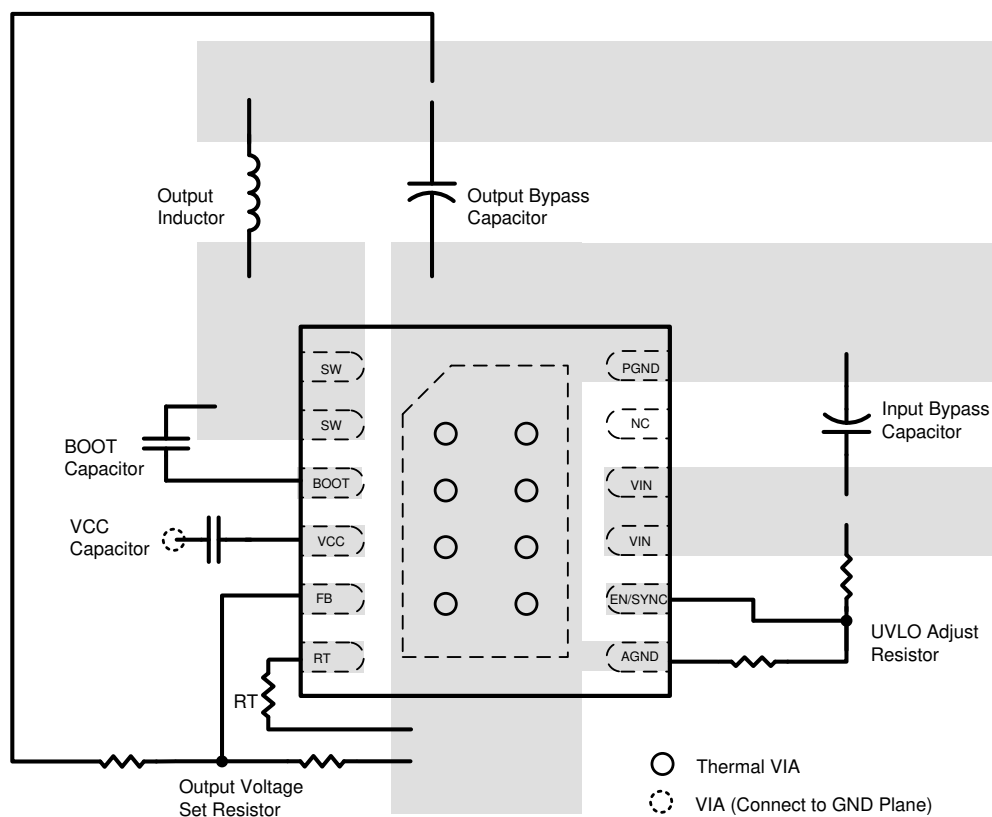 Output
Inductor
Output Bypass
Capacitor
SW
PGND
SW
NC
Input Bypass
Capacitor
BOOT
Capacitor
BOOT
VIN
VCC
Capacitor
VCC
VIN
FB
EN/SYNC
UVLO Adjust
Resistor
RT
AGND
RT
Output Voltage
Set Resistor
Thermal VIA
VIA (Connect to GND Plane)